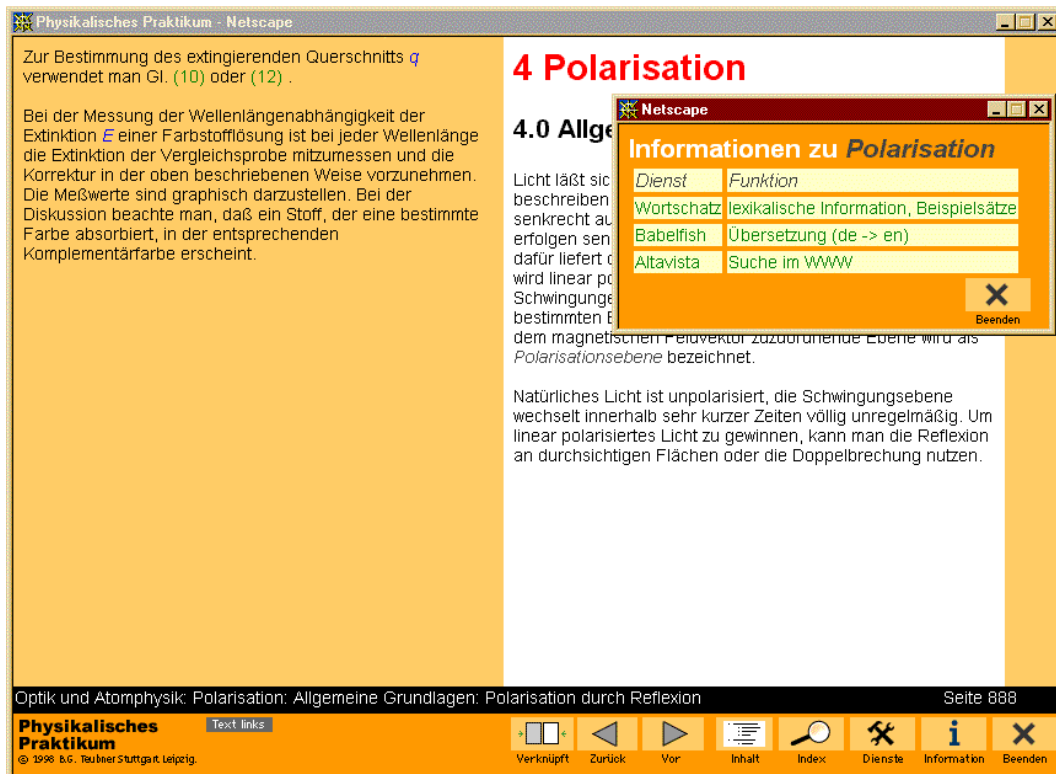 Physikalisches Praktikum - Netscape
Zur Bestimmung des extingierenden Querschnitts q
verwendet man Gl. (10) oder (12) .
Bei der Messung der Wellenlängenabhängigkeit der
Extinktion E einer Farbstofflösung ist bei jeder Wellenlänge
die Extinktion der Vergleichsprobe mitzumessen und die
Korrektur in der oben beschriebenen Weise vorzunehmen.
Die Meßwerte sind graphisch darzustellen. Bei der
Diskussion beachte man, daß ein Stoff, der eine bestimmte
Farbe absorbiert, in der entsprechenden
Komplementärfarbe erscheint.
4 Polarisation
4.0 Allge
Licht läßt sic
beschreiben
senkrecht au
erfolgen sen
dafür liefert
wird linear po
Schwingunge
bestimmten E
dem magnetischen Feldvektor zuzuordnende Ebene wird als
Polarisationsebene bezeichnet.
Natürliches Licht ist unpolarisiert, die Schwingungsebene
wechselt innerhalb sehr kurzer Zeiten völlig unregelmäßig. Um
linear polarisiertes Licht zu gewinnen, kann man die Reflexion
an durchsichtigen Flächen oder die Doppelbrechung nutzen.
Netscape
Informationen zu Polarisation
Dienst Funktion
Wortschatz lexikalische Information, Beispielsätze
Babelfish Übersetzung (de -> en)
Altavista Suche im WWW
Beenden
Optik und Atomphysik: Polarisation: Allgemeine Grundlagen: Polarisation durch Reflexion Seite 888
Physikalisches
Praktikum
© 1998 B.G. Teubner Stuttgart Leipzig.
Text links
Verknüpft Zurück Vor Inhalt Index Dienste Information Beenden